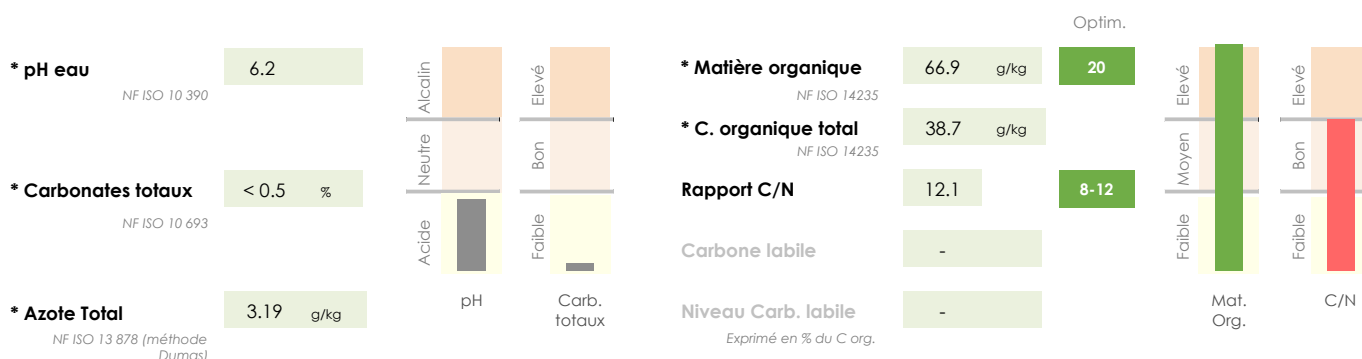 * pH eau
6.2
NF ISO 10 390
* Carbonates totaux
< 0.5 %
NF ISO 10 693
* Azote Total
3.19 g/kg
NF ISO 13 878 (méthode
Dumas)
Alcalin
Neutre
Acide
pH
Elevé
Bon
Faible
Carb.
totaux
Optim.
* Matière organique
66.9 g/kg
20
NF ISO 14235
* C. organique total
38.7 g/kg
NF ISO 14235
Rapport C/N
12.1
8-12
Carbone labile
-
Niveau Carb. labile
-
Exprimé en % du C org.
Elevé
Moyen
Faible
Mat.
Org.
Elevé
Bon
Faible
C/N